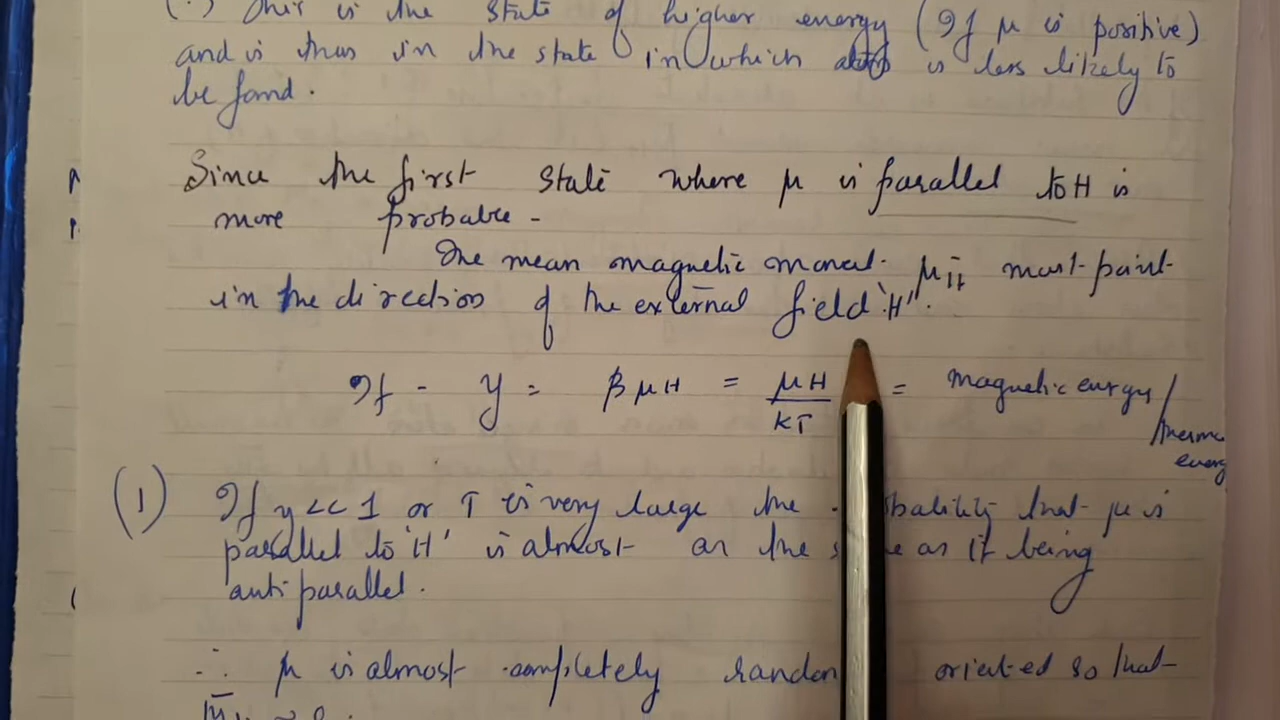 (.) This is the state of higher energy (If μ is positive)
and is thus in the state in which atom is less likely to
be found.
Since the first state where μ is parallel to H is
more probable -
The mean magnetic moment μ̄H must point
in the direction of the external field 'H'.
If - y = βμH = μH/kT = magnetic energy / thermal energy
(1) If y << 1 or T is very large the bability that μ is
parallel to 'H' is almost as the as it being
antiparallel.
∴ μ is almost completely random oriented so that